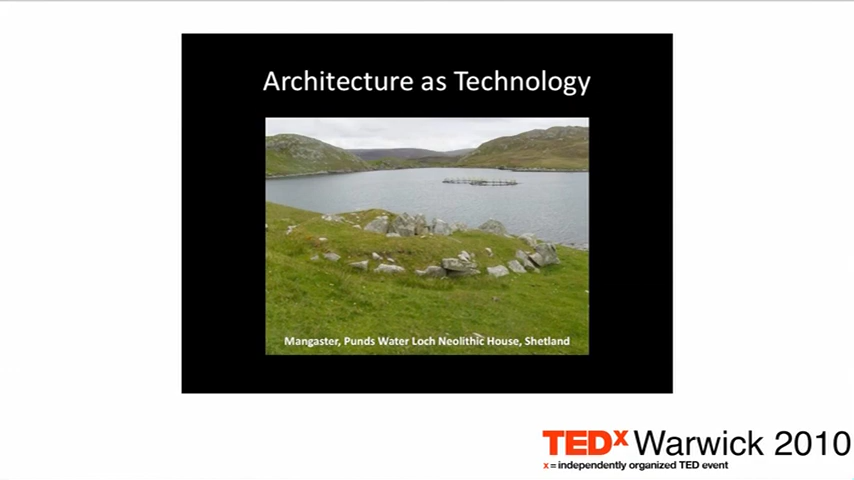 Architecture as Technology
Mangaster, Punds Water Loch Neolithic House, Shetland
TEDx Warwick 2010
x = independently organized TED event